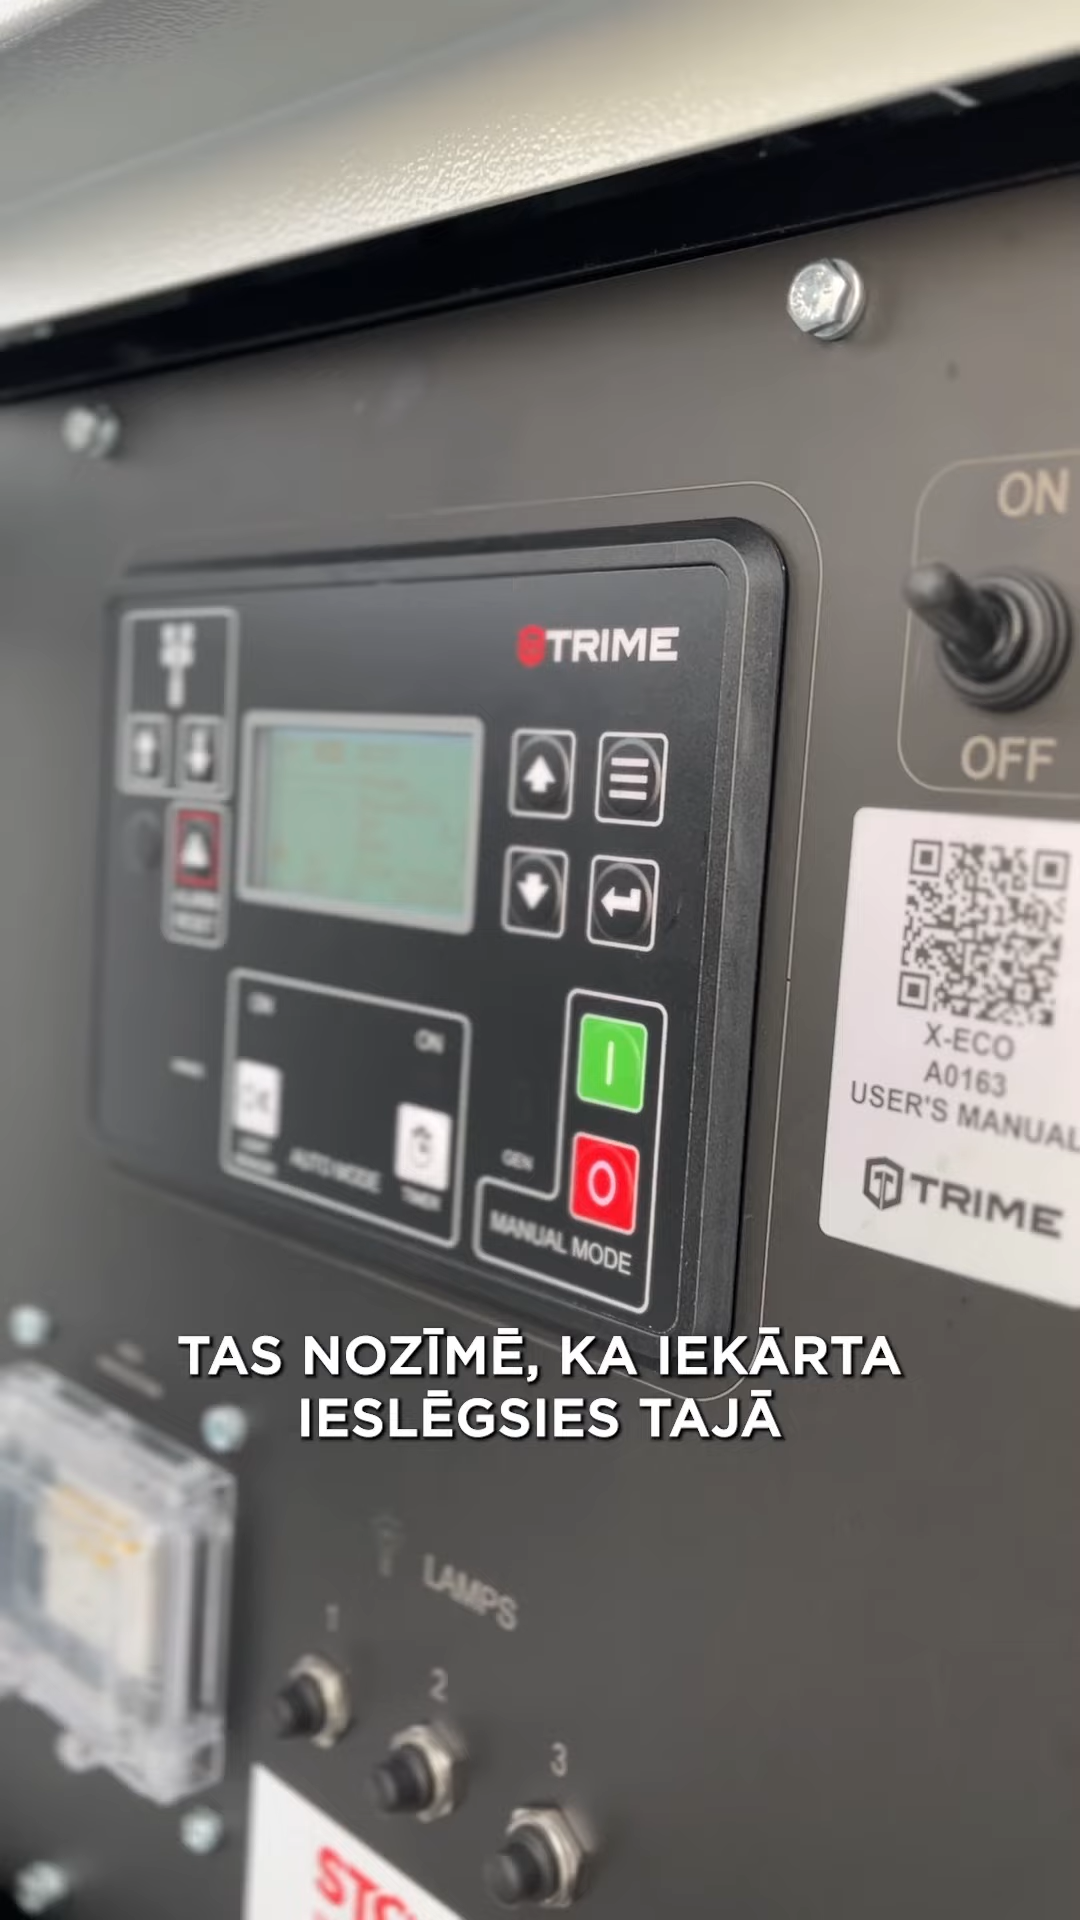 ON
OFF
TRIME
ON
ON
AUTO MODE
TIMER
GEN
MANUAL MODE
X-ECO
A0163
USER'S MANUAL
TRIME
TAS NOZĪMĒ, KA IEKĀRTA
IESLĒGSIES TAJĀ
LAMPS
1
2
3